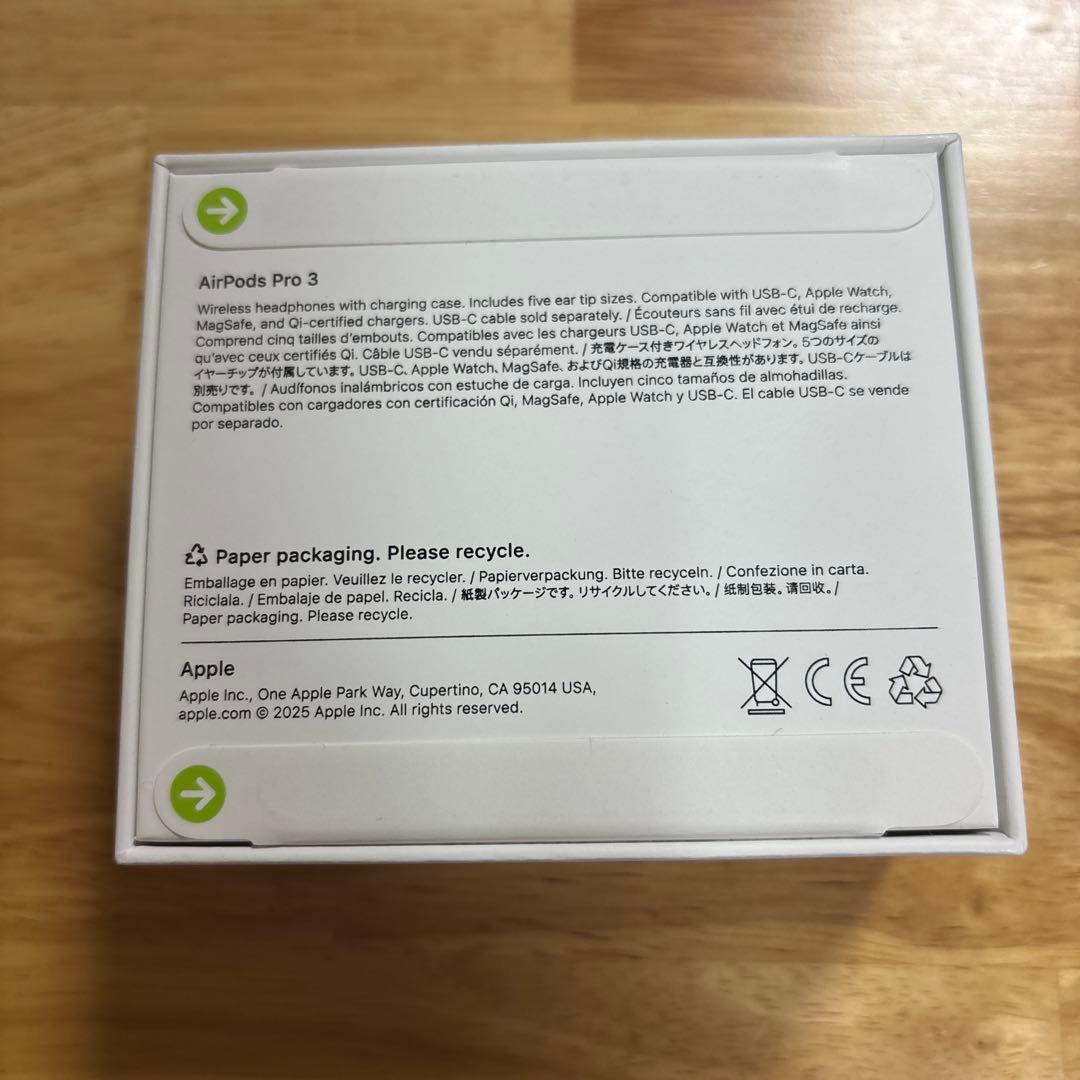 AirPods Pro 3
Wireless headphones with charging case. Includes five ear tip sizes. Compatible with USB-C, Apple Watch,
MagSafe, and Qi-certified chargers. USB-C cable sold separately. / Écouteurs sans fil avec étui de recharge.
Comprend cinq tailles d'embouts. Compatibles avec les chargeurs USB-C, Apple Watch et MagSafe ainsi
qu'avec ceux certifiés Qi. Câble USB-C vendu séparément. / 充電ケース付きワイヤレスヘッドフォン。5つのサイズの
イヤーチップが付属しています。USB-C、Apple Watch、MagSafe、およびQi規格の充電器と互換性があります。USB-Cケーブルは
別売りです。 / Audífonos inalámbricos con estuche de carga. Incluyen cinco tamaños de almohadillas.
Compatibles con cargadores con certificación Qi, MagSafe, Apple Watch y USB-C. El cable USB-C se vende
por separado.
Paper packaging. Please recycle.
Emballage en papier. Veuillez le recycler. / Papierverpackung. Bitte recyceln. / Confezione in carta.
Riciclala. / Embalaje de papel. Recicla. / 紙製パッケージです。リサイクルしてください。 / 纸制包装。请回收。 /
Paper packaging. Please recycle.
Apple
Apple Inc., One Apple Park Way, Cupertino, CA 95014 USA,
apple.com © 2025 Apple Inc. All rights reserved.
CE